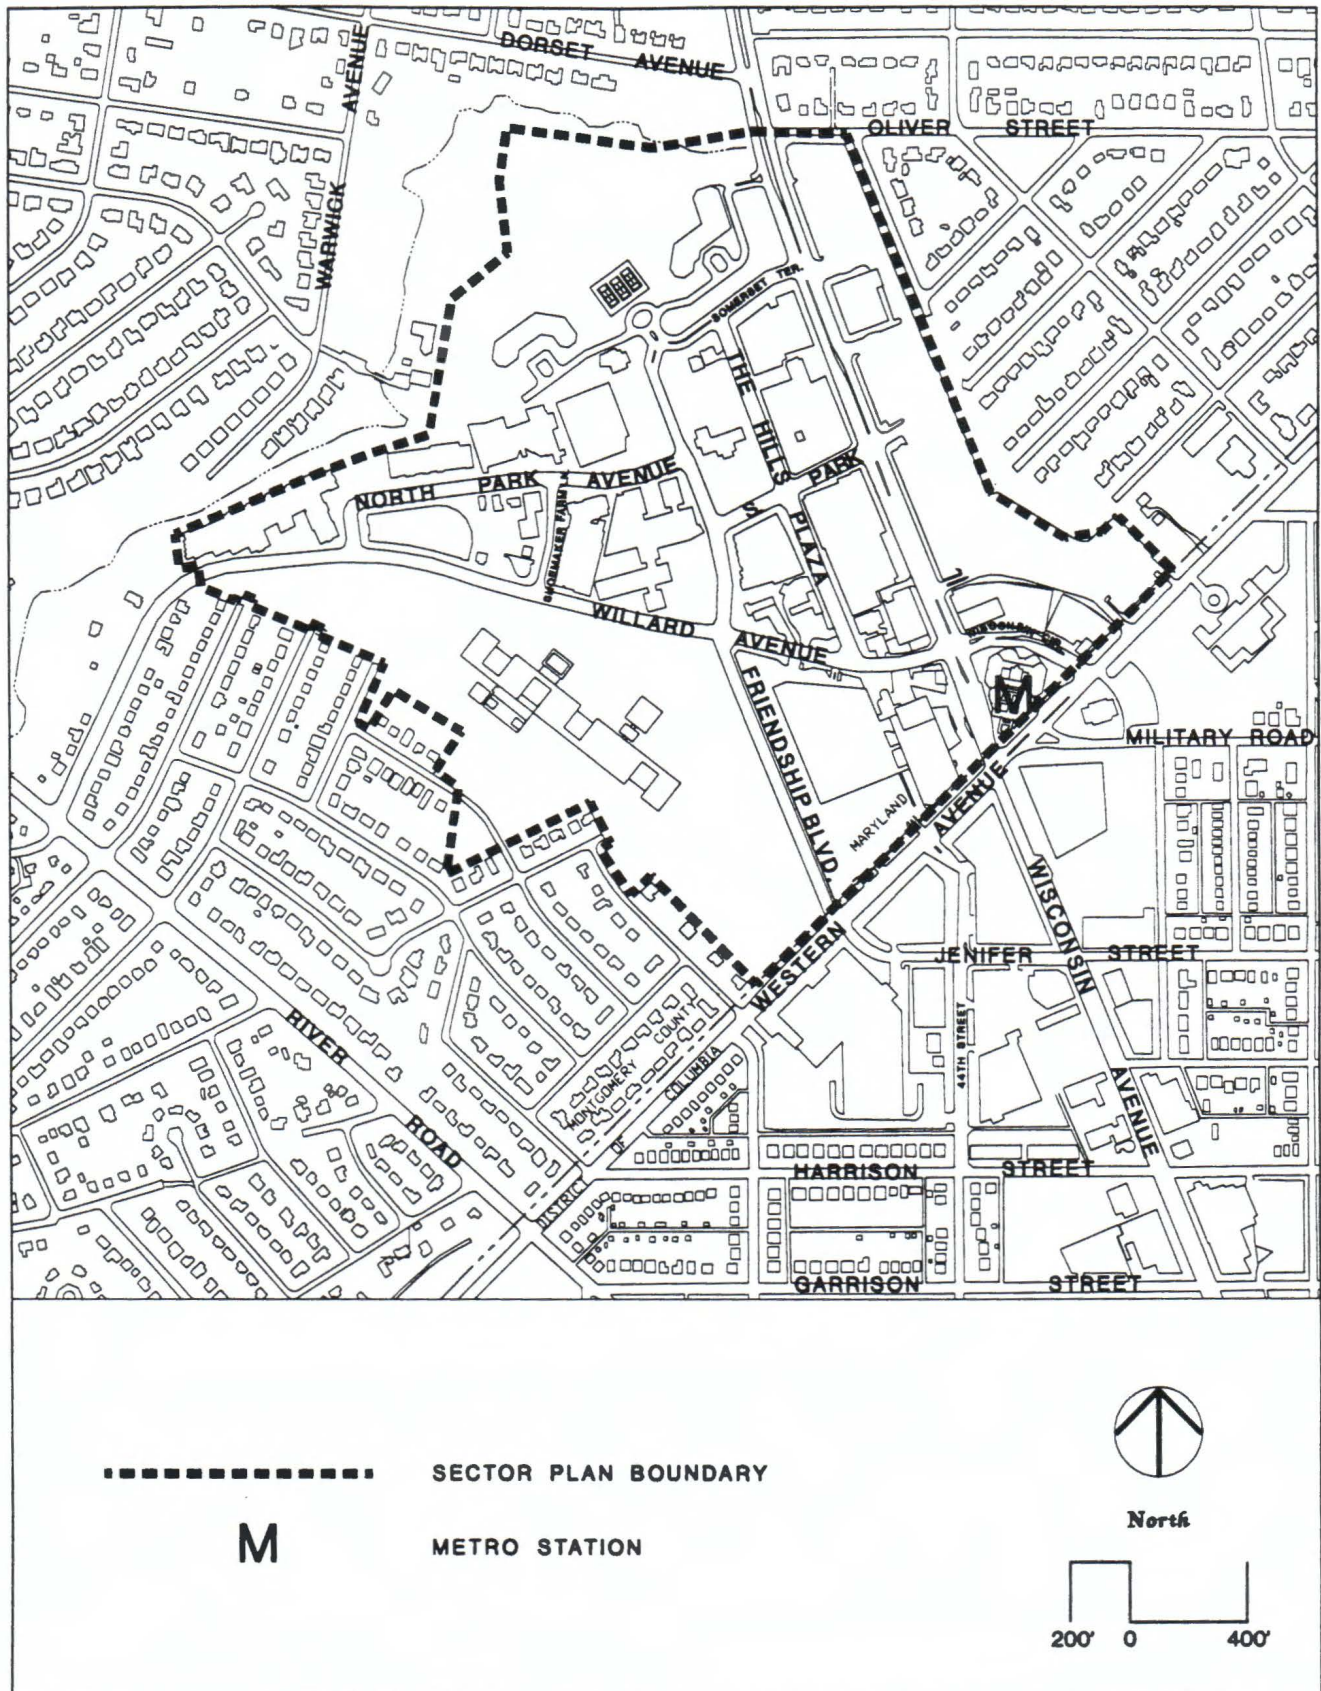 DORSET AVENUE
AVENUE
WARWICK
OLIVER STREET
SOMERSET TER.
THE HILLS
PLAZA
S. PARK
NORTH PARK AVENUE
SHOEMAKER FARM LN.
WILLARD AVENUE
WISCONSIN CIR.
M
FRIENDSHIP BLVD.
MILITARY ROAD
MARYLAND
WESTERN AVENUE
WISCONSIN AVENUE
JENIFER STREET
44TH STREET
MONTGOMERY COUNTY
DISTRICT OF COLUMBIA
RIVER ROAD
HARRISON STREET
GARRISON STREET
SECTOR PLAN BOUNDARY
M METRO STATION
North
200' 0 400'